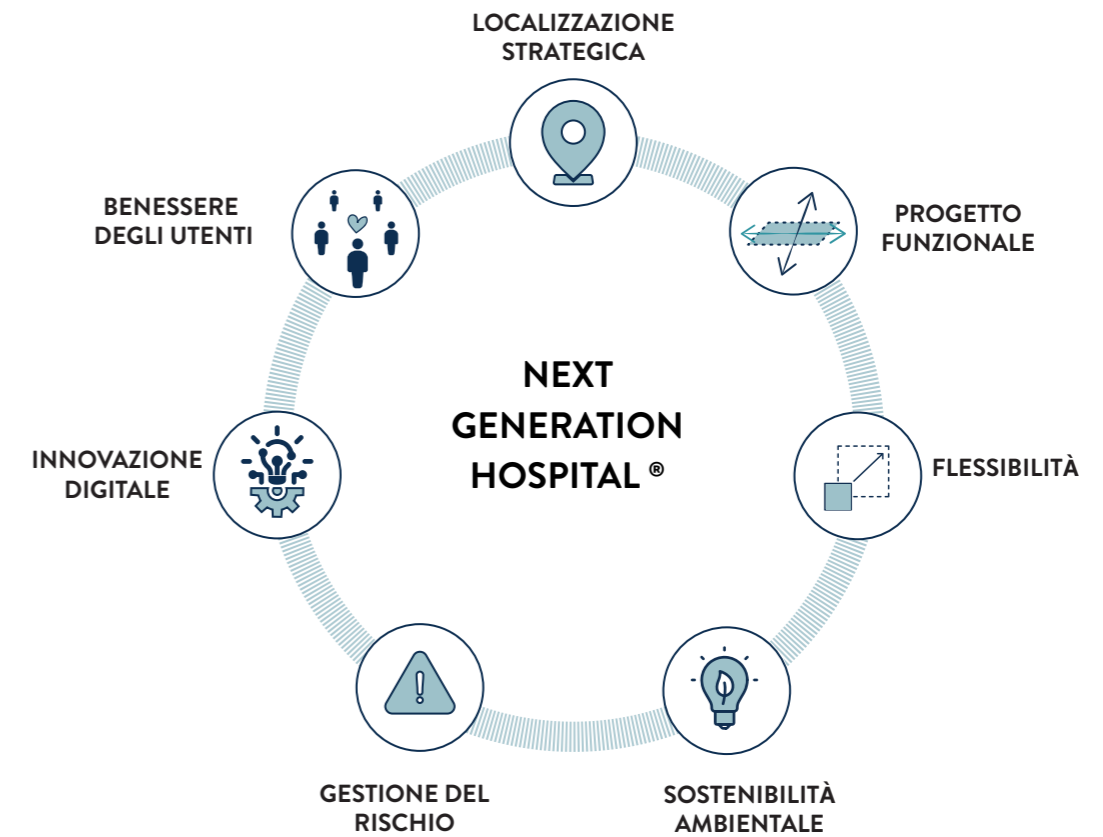 LOCALIZZAZIONE
STRATEGICA
PROGETTO
FUNZIONALE
FLESSIBILITÀ
SOSTENIBILITÀ
AMBIENTALE
GESTIONE DEL
RISCHIO
INNOVAZIONE
DIGITALE
BENESSERE
DEGLI UTENTI
NEXT
GENERATION
HOSPITAL ®